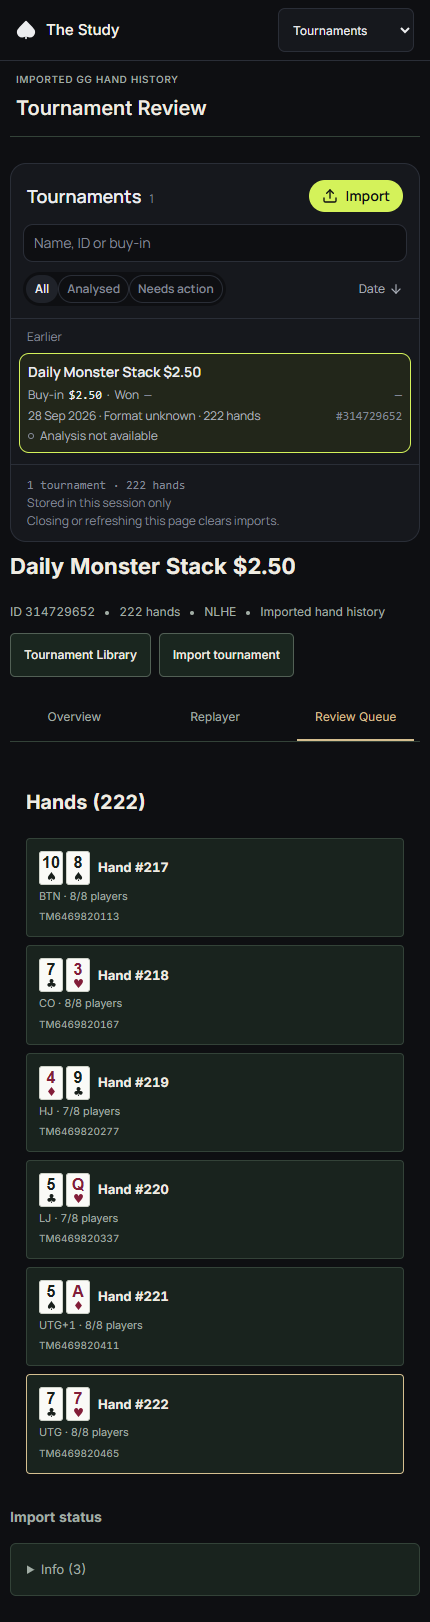 The Study
Tournaments
IMPORTED GG HAND HISTORY
Tournament Review
Tournaments 1
Import
Name, ID or buy-in
All
Analysed
Needs action
Date ↓
Earlier
Daily Monster Stack $2.50
Buy-in $2.50 · Won — —
28 Sep 2026 · Format unknown · 222 hands #314729652
Analysis not available
1 tournament · 222 hands
Stored in this session only
Closing or refreshing this page clears imports.
Daily Monster Stack $2.50
ID 314729652 • 222 hands • NLHE • Imported hand history
Tournament Library
Import tournament
Overview
Replayer
Review Queue
Hands (222)
10♠ 8♠ Hand #217
BTN · 8/8 players
TM6469820113
7♣ 3♥ Hand #218
CO · 8/8 players
TM6469820167
4♦ 9♣ Hand #219
HJ · 7/8 players
TM6469820277
5♣ Q♥ Hand #220
LJ · 7/8 players
TM6469820337
5♠ A♦ Hand #221
UTG+1 · 8/8 players
TM6469820411
7♣ 7♥ Hand #222
UTG · 8/8 players
TM6469820465
Import status
▶ Info (3)